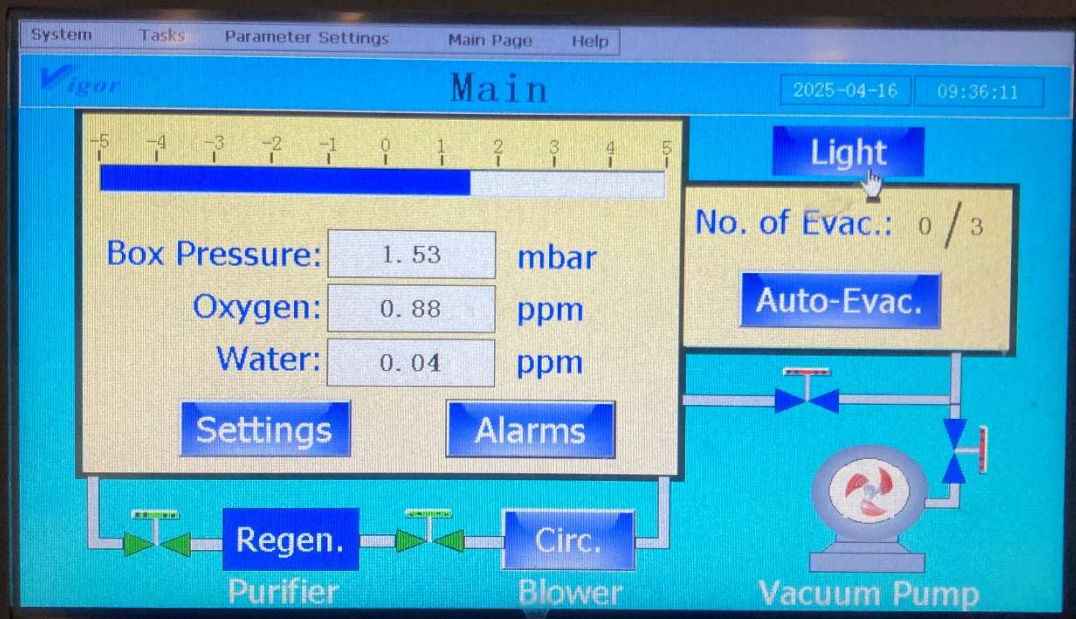 System Tasks Parameter Settings Main Page Help
Vigor Main 2025-04-16 09:36:11
-5 -4 -3 -2 -1 0 1 2 3 4 5
Light
No. of Evac.: 0 / 3
Box Pressure: 1.53 mbar
Auto-Evac.
Oxygen: 0.88 ppm
Water: 0.04 ppm
Settings Alarms
Regen. Circ.
Purifier Blower Vacuum Pump